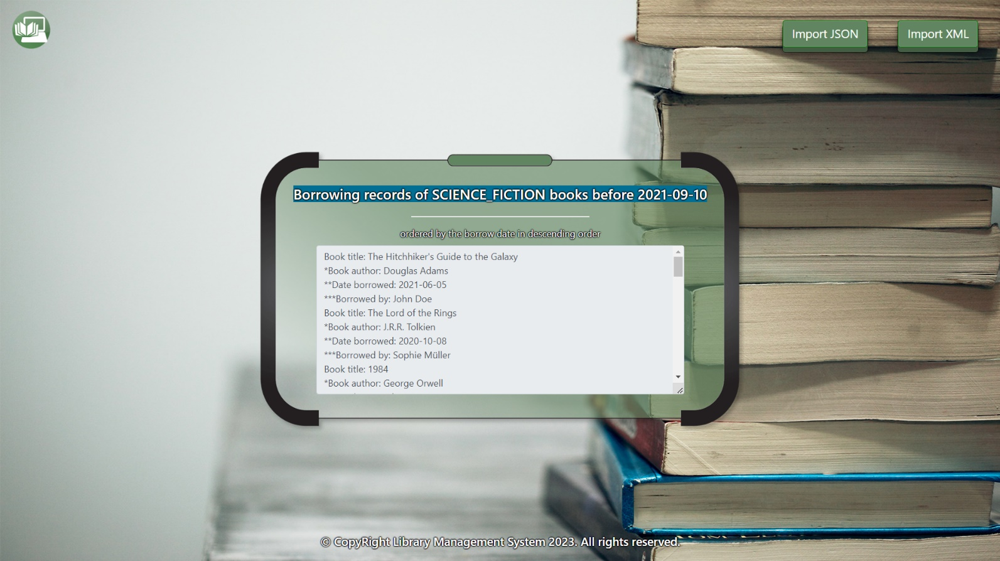 Import JSON
Import XML
Borrowing records of SCIENCE_FICTION books before 2021-09-10
ordered by the borrow date in descending order
Book title: The Hitchhiker's Guide to the Galaxy
*Book author: Douglas Adams
**Date borrowed: 2021-06-05
***Borrowed by: John Doe
Book title: The Lord of the Rings
*Book author: J.R.R. Tolkien
**Date borrowed: 2020-10-08
***Borrowed by: Sophie Müller
Book title: 1984
*Book author: George Orwell
© CopyRight Library Management System 2023. All rights reserved.